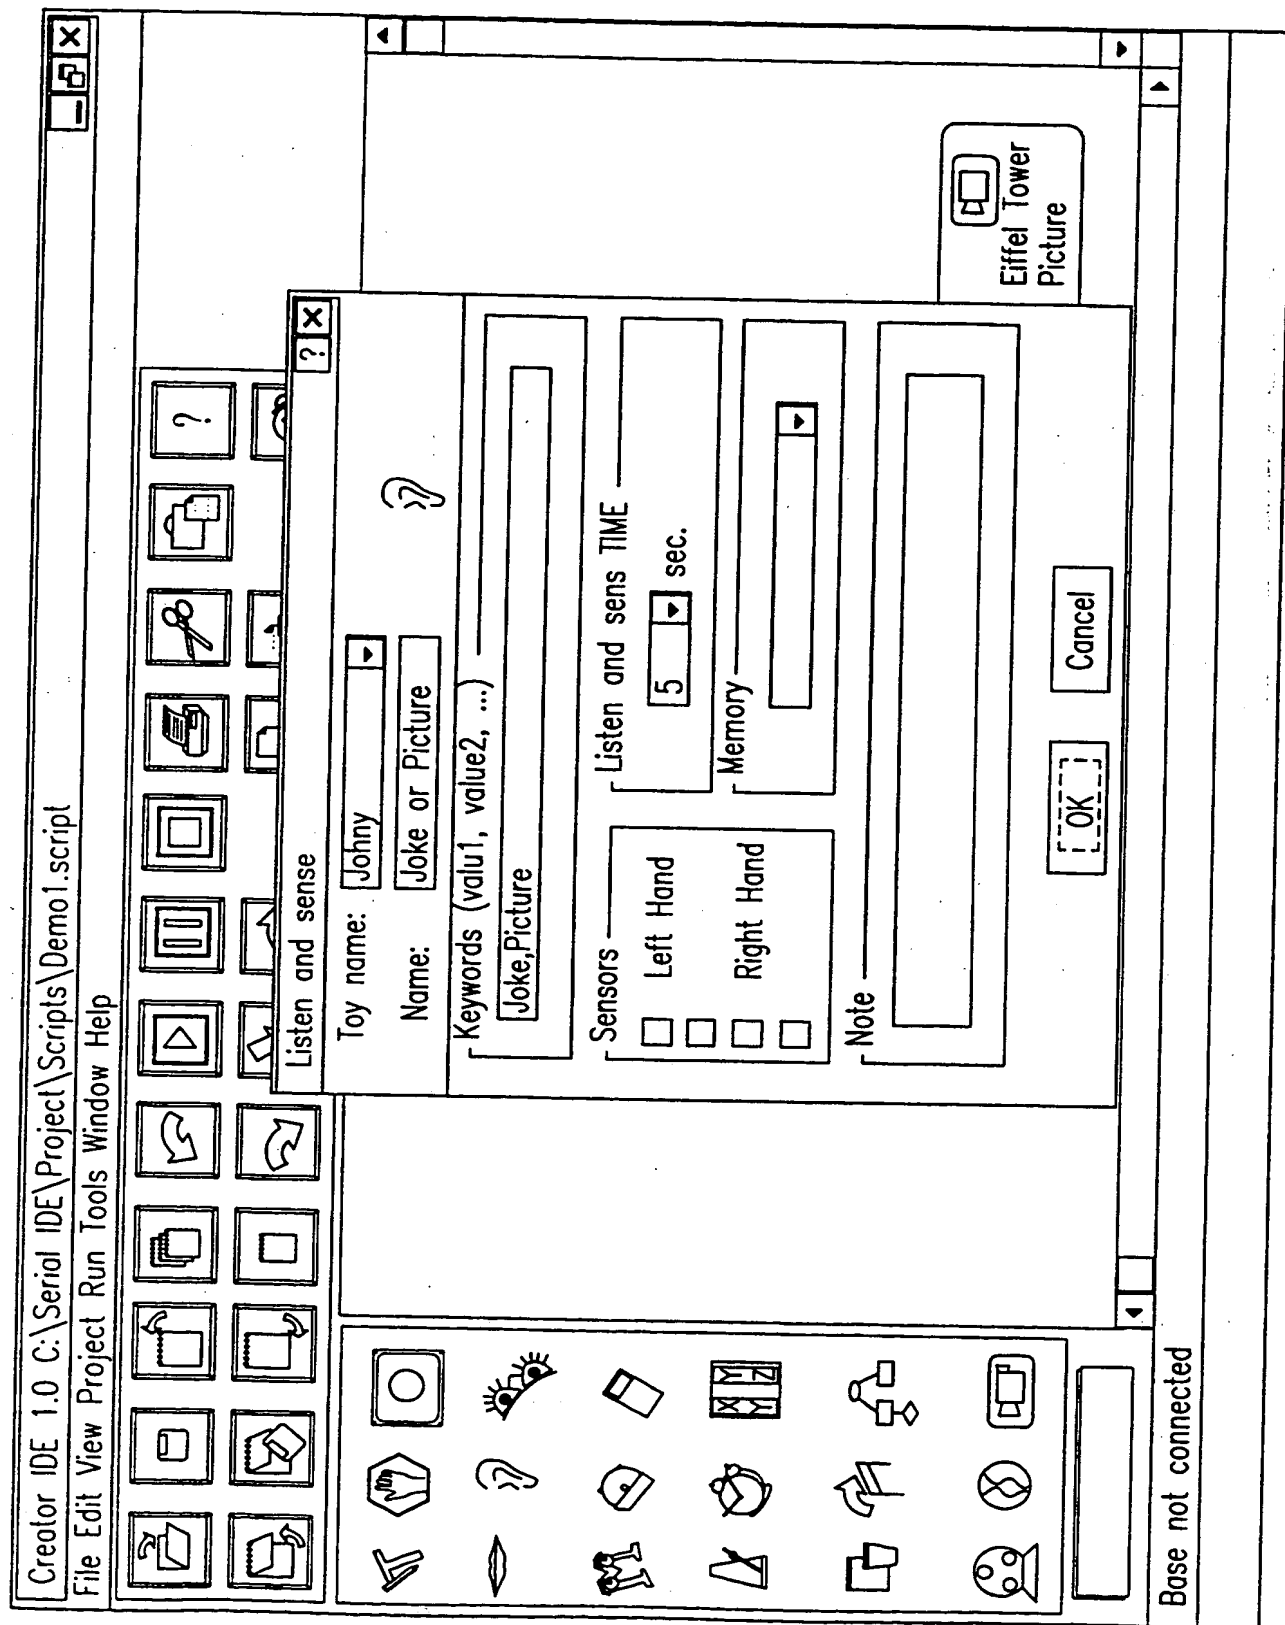 Creator IDE 1.0 C:\Serial IDE\Project\Scripts\Demo1.script
File Edit View Project Run Tools Window Help
?
Listen and sense
?
Toy name: Johny
Name: Joke or Picture
Keywords (valu1, value2, ...)
Joke,Picture
Sensors
Left Hand
Right Hand
Listen and sens TIME
5 sec.
Memory
Note
OK Cancel
Eiffel Tower
Picture
X Y
Y Z
Base not connected